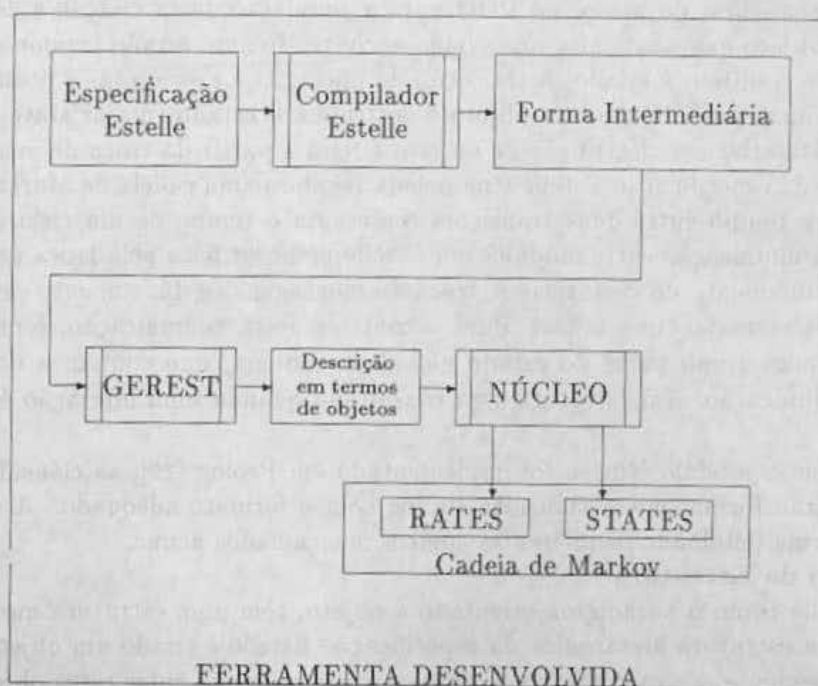 Especificação
Estelle
Compilador
Estelle
Forma Intermediária
GEREST
Descrição
em termos
de objetos
NÚCLEO
RATES
STATES
Cadeia de Markov
FERRAMENTA DESENVOLVIDA